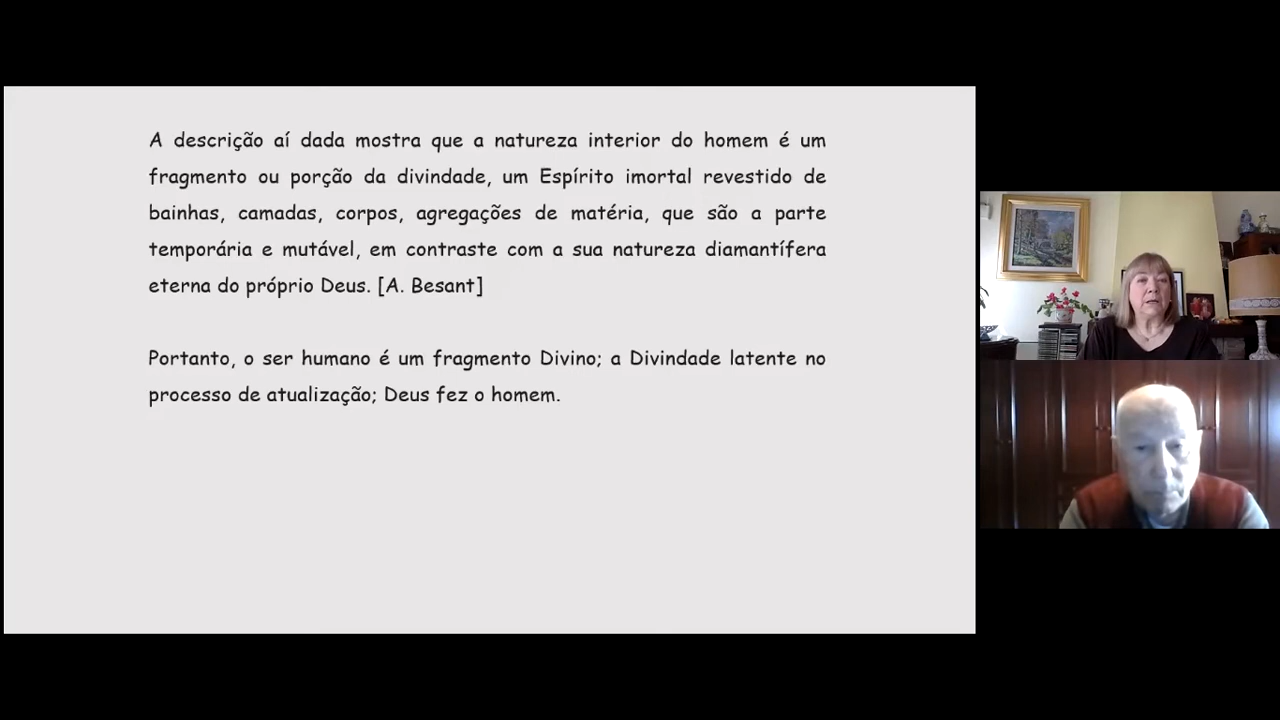 A descrição aí dada mostra que a natureza interior do homem é um
fragmento ou porção da divindade, um Espírito imortal revestido de
bainhas, camadas, corpos, agregações de matéria, que são a parte
temporária e mutável, em contraste com a sua natureza diamantífera
eterna do próprio Deus. [A. Besant]
Portanto, o ser humano é um fragmento Divino; a Divindade latente no
processo de atualização; Deus fez o homem.